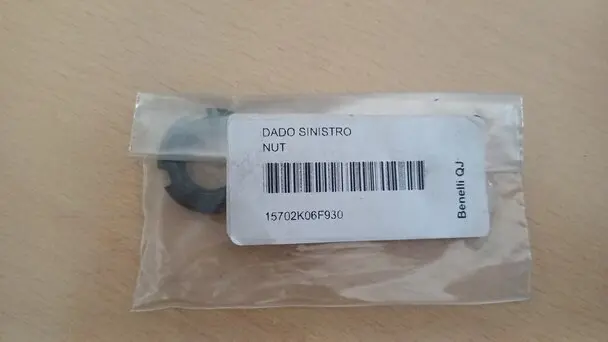 DADO SINISTRO
NUT
15702K06F930
Benelli QJ